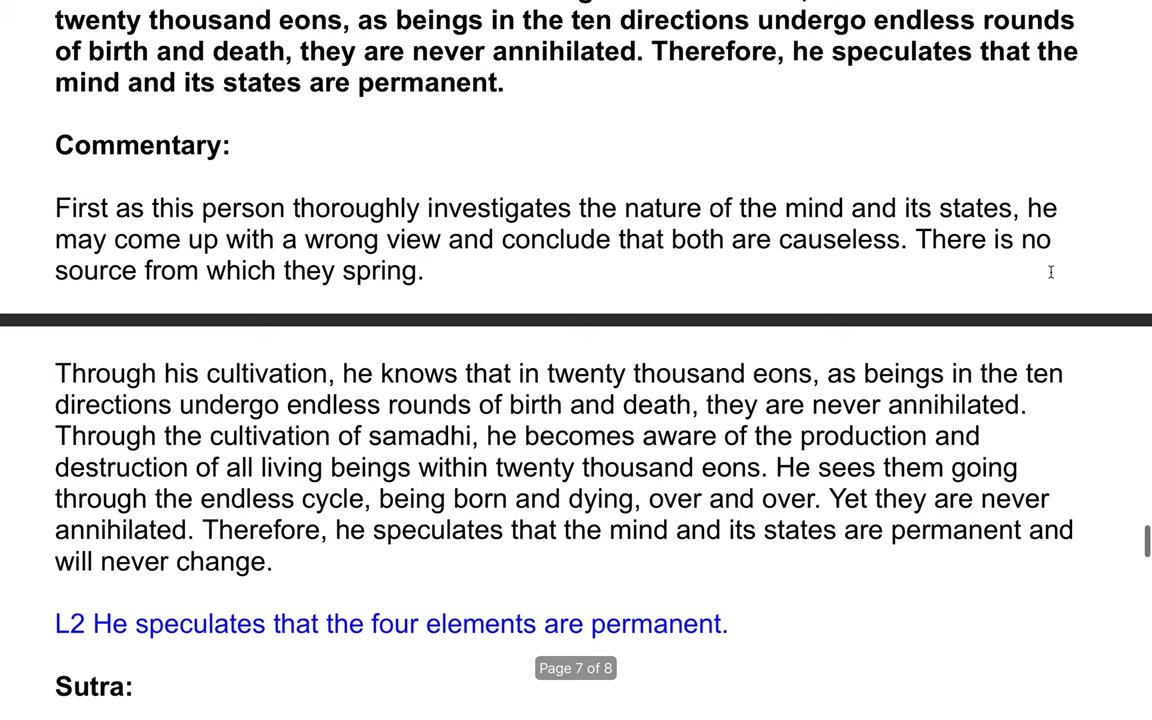 twenty thousand eons, as beings in the ten directions undergo endless rounds
of birth and death, they are never annihilated. Therefore, he speculates that the
mind and its states are permanent.
Commentary:
First as this person thoroughly investigates the nature of the mind and its states, he
may come up with a wrong view and conclude that both are causeless. There is no
source from which they spring.
Through his cultivation, he knows that in twenty thousand eons, as beings in the ten
directions undergo endless rounds of birth and death, they are never annihilated.
Through the cultivation of samadhi, he becomes aware of the production and
destruction of all living beings within twenty thousand eons. He sees them going
through the endless cycle, being born and dying, over and over. Yet they are never
annihilated. Therefore, he speculates that the mind and its states are permanent and
will never change.
L2 He speculates that the four elements are permanent.
Page 7 of 8
Sutra: